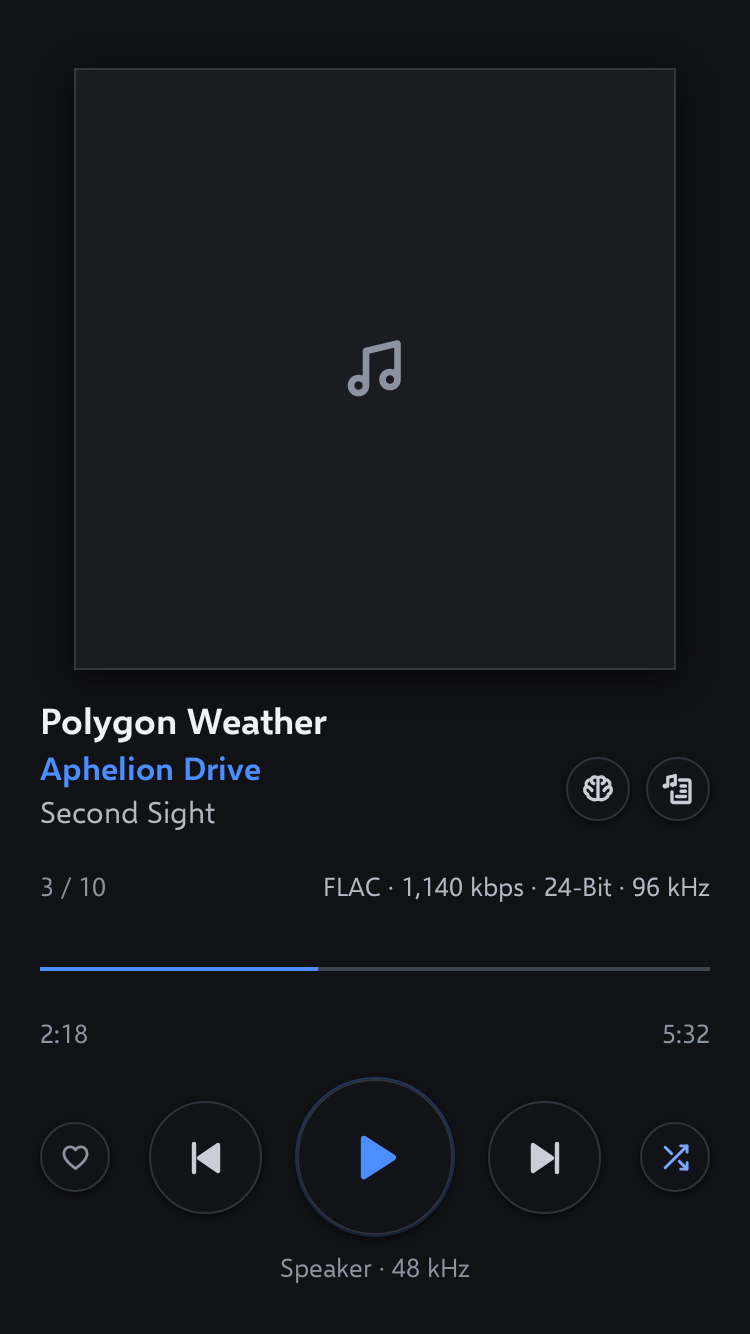 Polygon Weather
Aphelion Drive
Second Sight
3 / 10
FLAC · 1,140 kbps · 24-Bit · 96 kHz
2:18
5:32
Speaker · 48 kHz